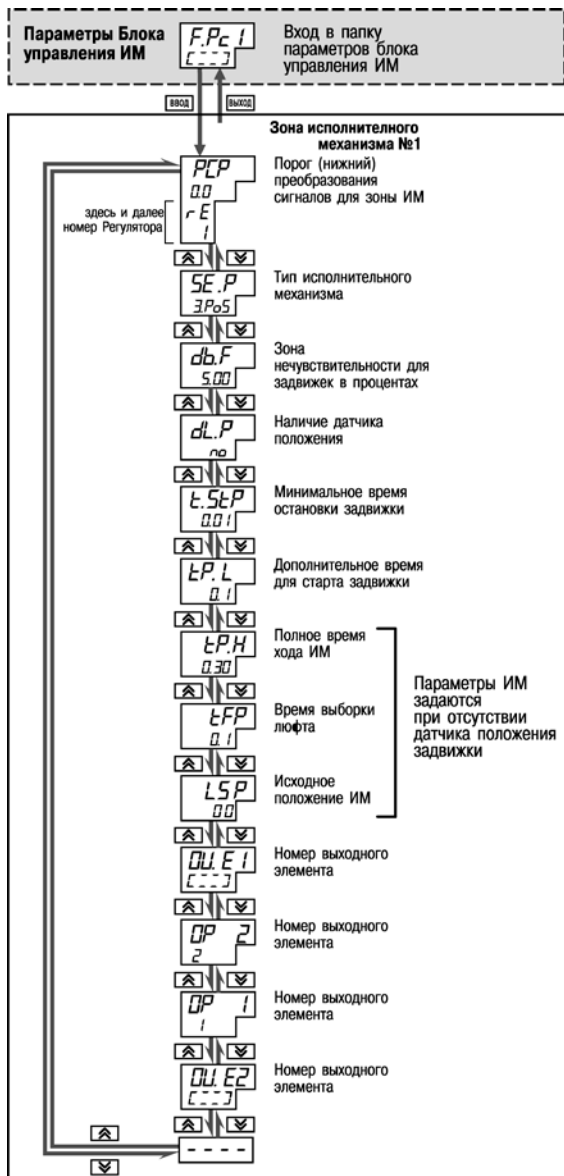 Параметры Блока
управления ИМ
F.Pc 1
[---]
Вход в папку
параметров блока
управления ИМ
ВВОД
ВЫХОД
Зона исполнителного
механизма №1
PCP
0.0
rE
1
Порог (нижний)
преобразования
сигналов для зоны ИМ
здесь и далее
номер Регулятора
SE.P
3.PoS
Тип исполнительного
механизма
db.F
5.00
Зона
нечувствительности для
задвижек в процентах
dL.P
no
Наличие датчика
положения
t.StP
0.01
Минимальное время
остановки задвижки
tP.L
0.1
Дополнительное время
для старта задвижки
tP.H
0.30
Полное время
хода ИМ
tFP
0.1
Время выборки
люфта
LSP
00
Исходное
положение ИМ
Параметры ИМ
задаются
при отсутствии
датчика положения
задвижки
OU.E1
[---]
Номер выходного
элемента
OP 2
2
Номер выходного
элемента
OP 1
1
Номер выходного
элемента
OU.E2
[---]
Номер выходного
элемента
----